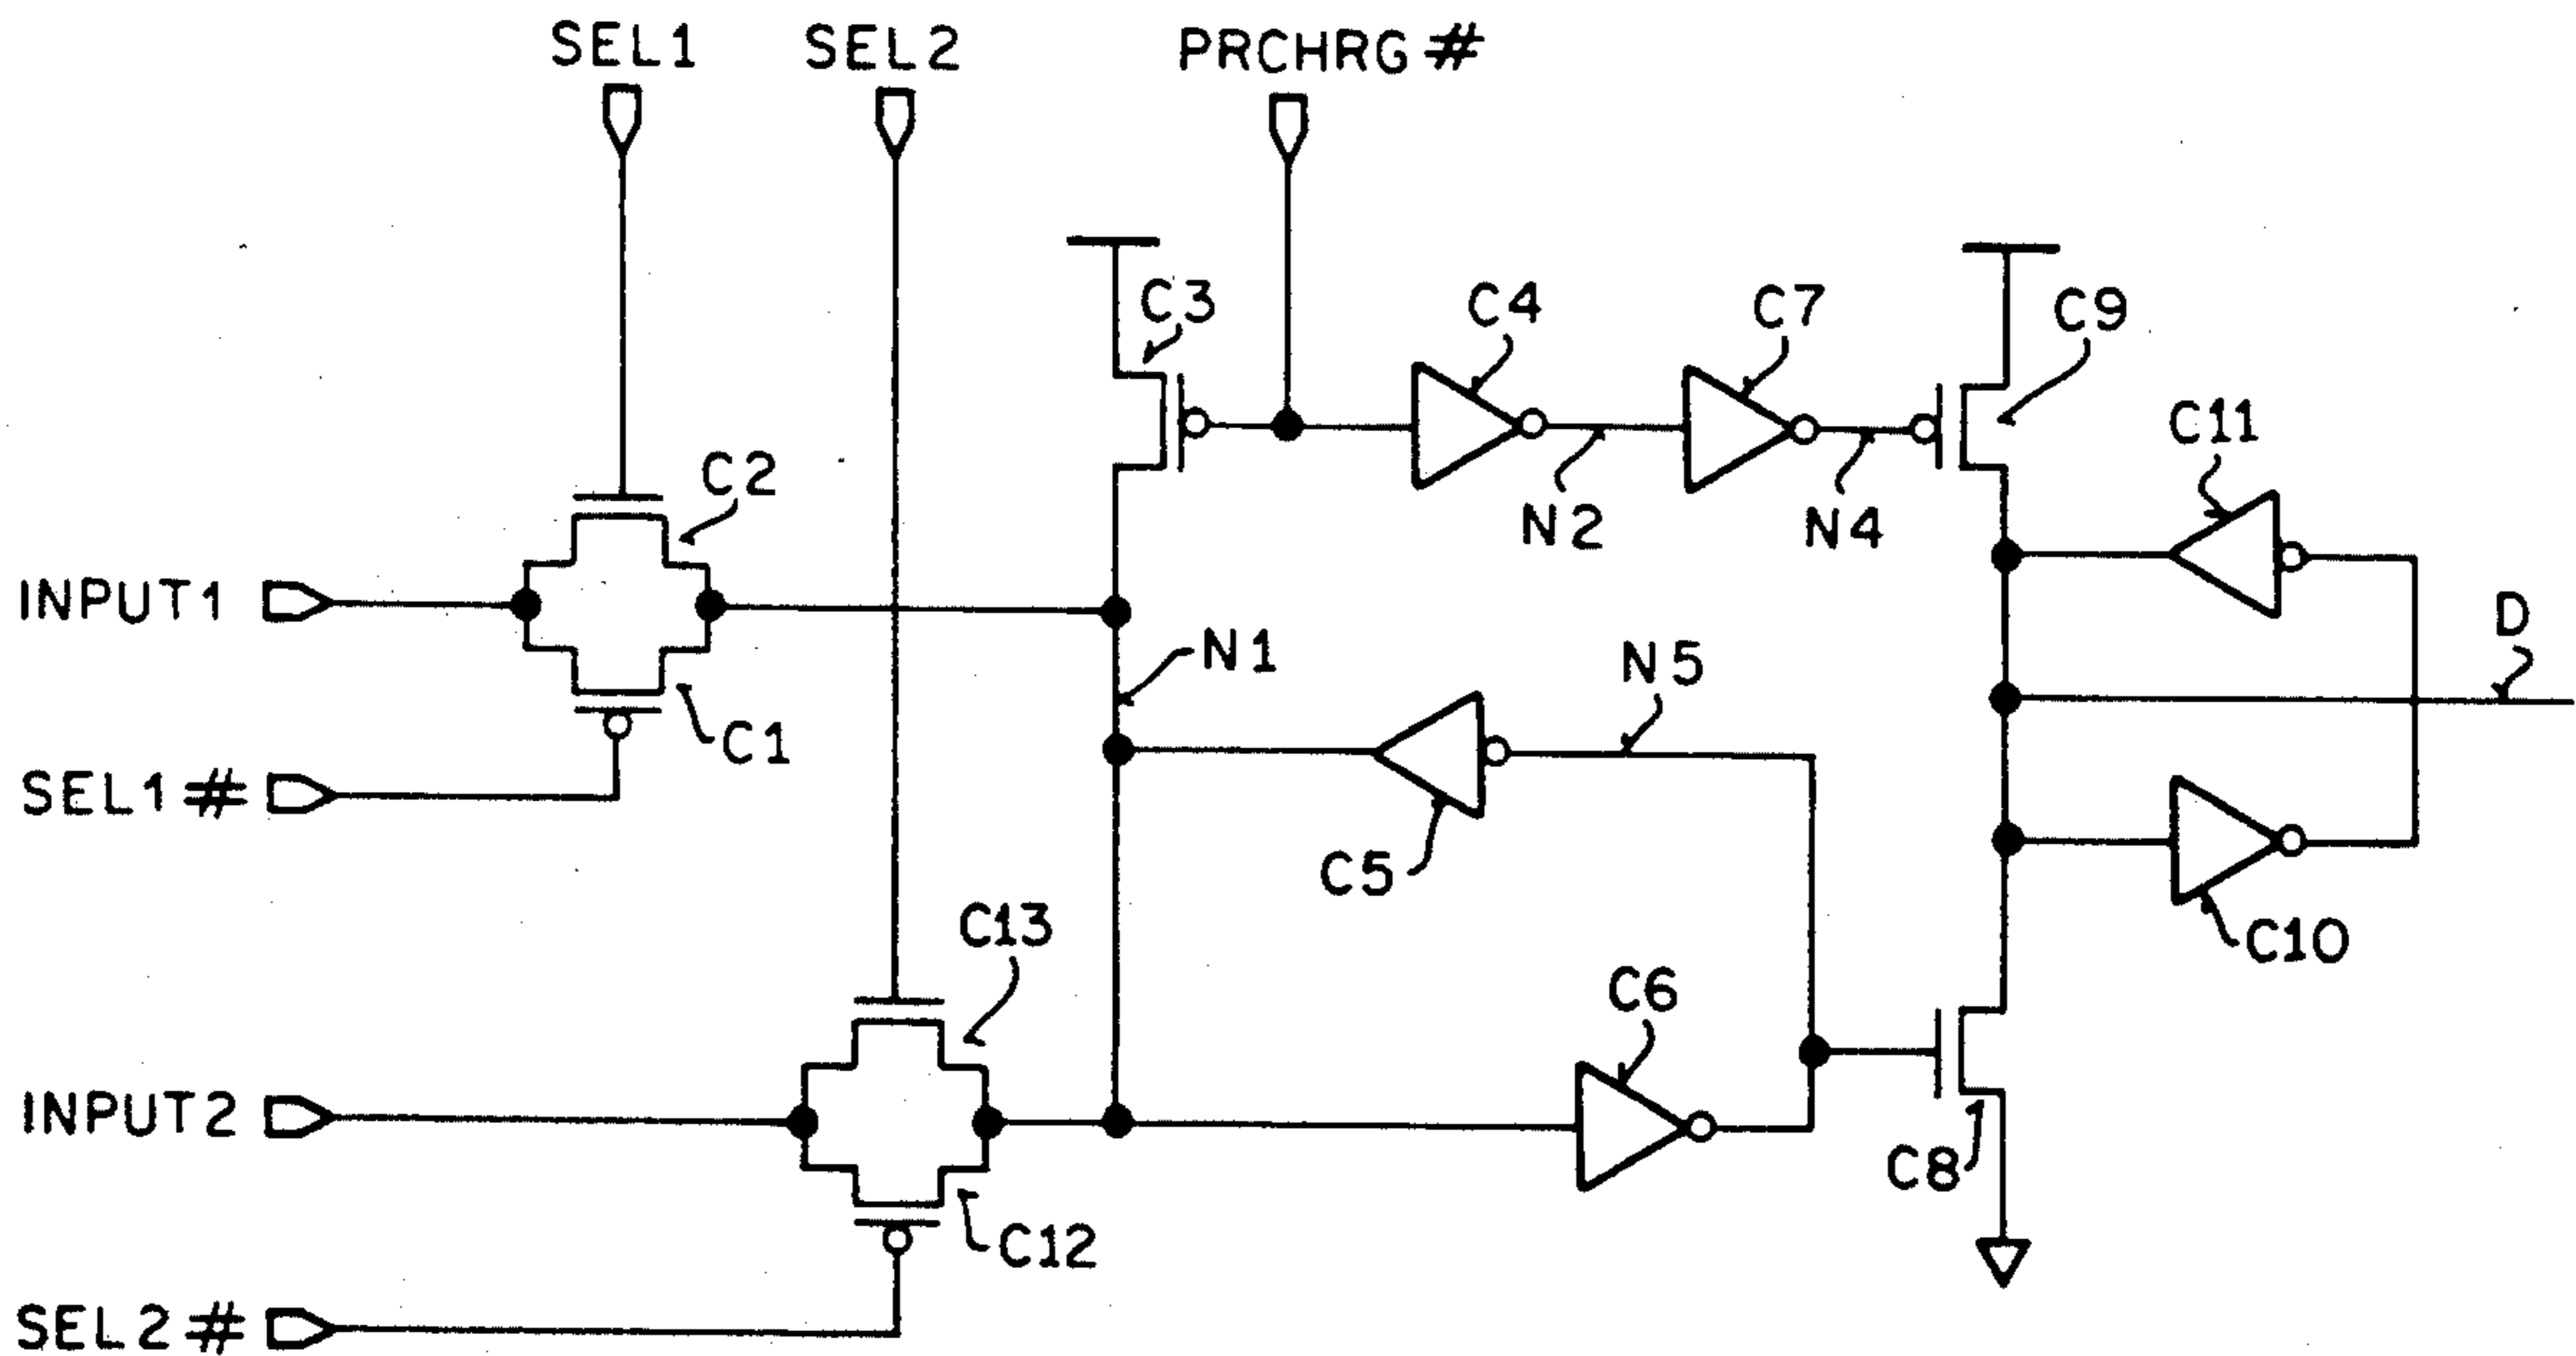 SEL1
SEL2
PRCHRG #
C3
C4
C7
C9
C11
C2
N2
N4
INPUT1
D
N1
N5
C1
SEL1 #
C5
C13
C10
C6
INPUT2
C8
C12
SEL2 #